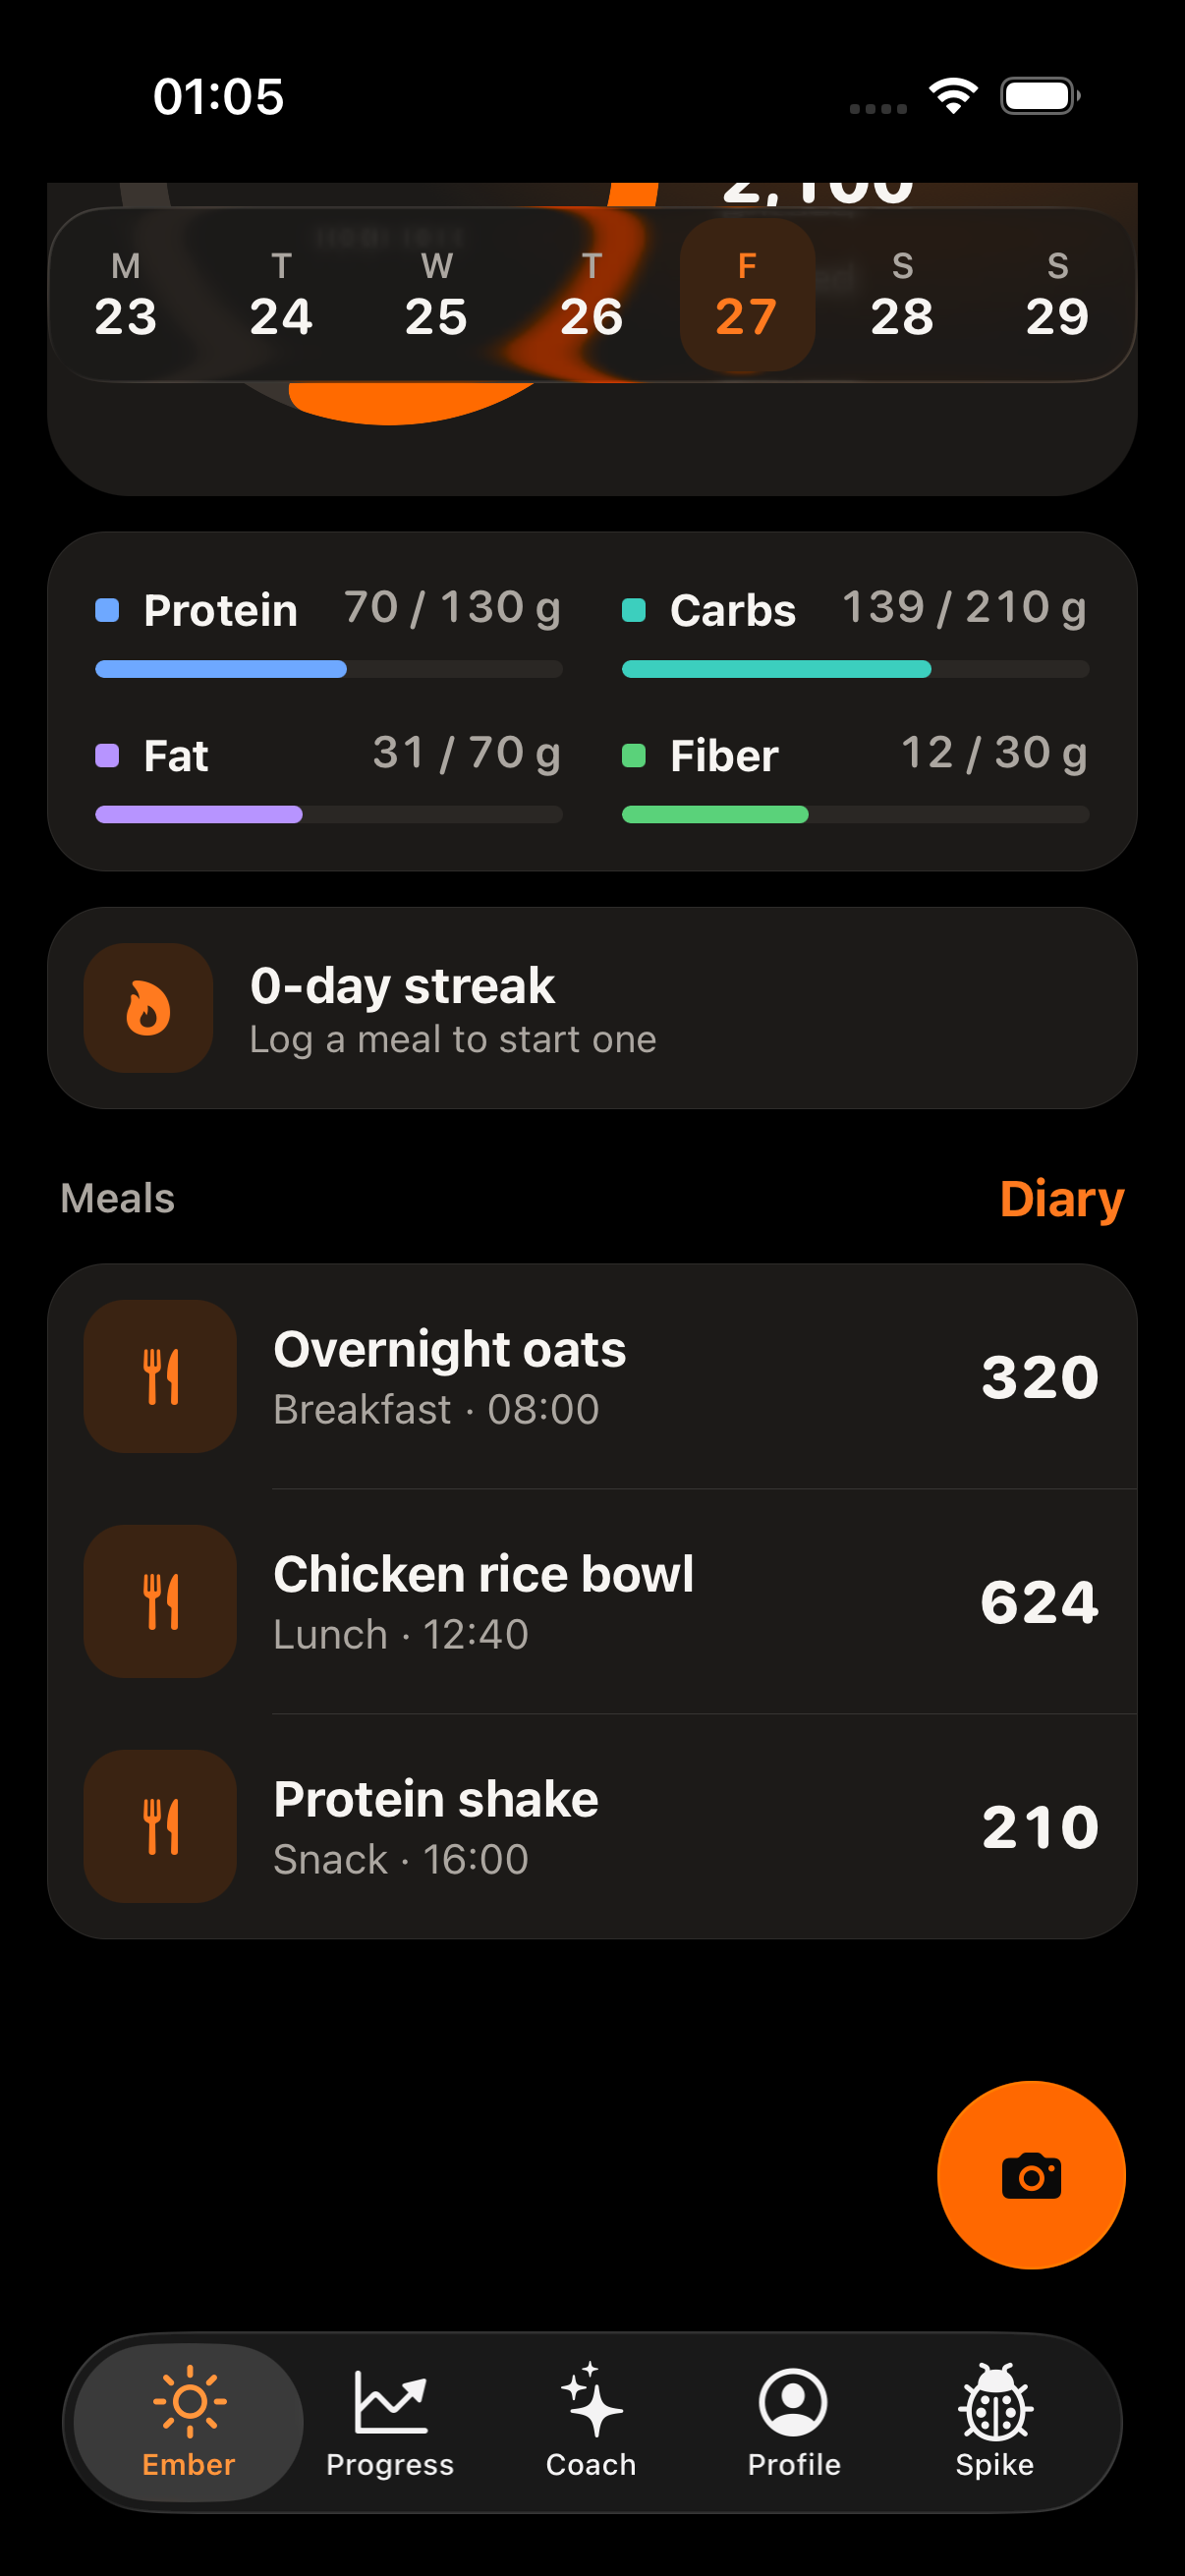 01:05
2,100
M T W T F S S
23 24 25 26 27 28 29
Protein 70 / 130 g
Carbs 139 / 210 g
Fat 31 / 70 g
Fiber 12 / 30 g
0-day streak
Log a meal to start one
Meals Diary
Overnight oats
Breakfast · 08:00
320
Chicken rice bowl
Lunch · 12:40
624
Protein shake
Snack · 16:00
210
Ember Progress Coach Profile Spike